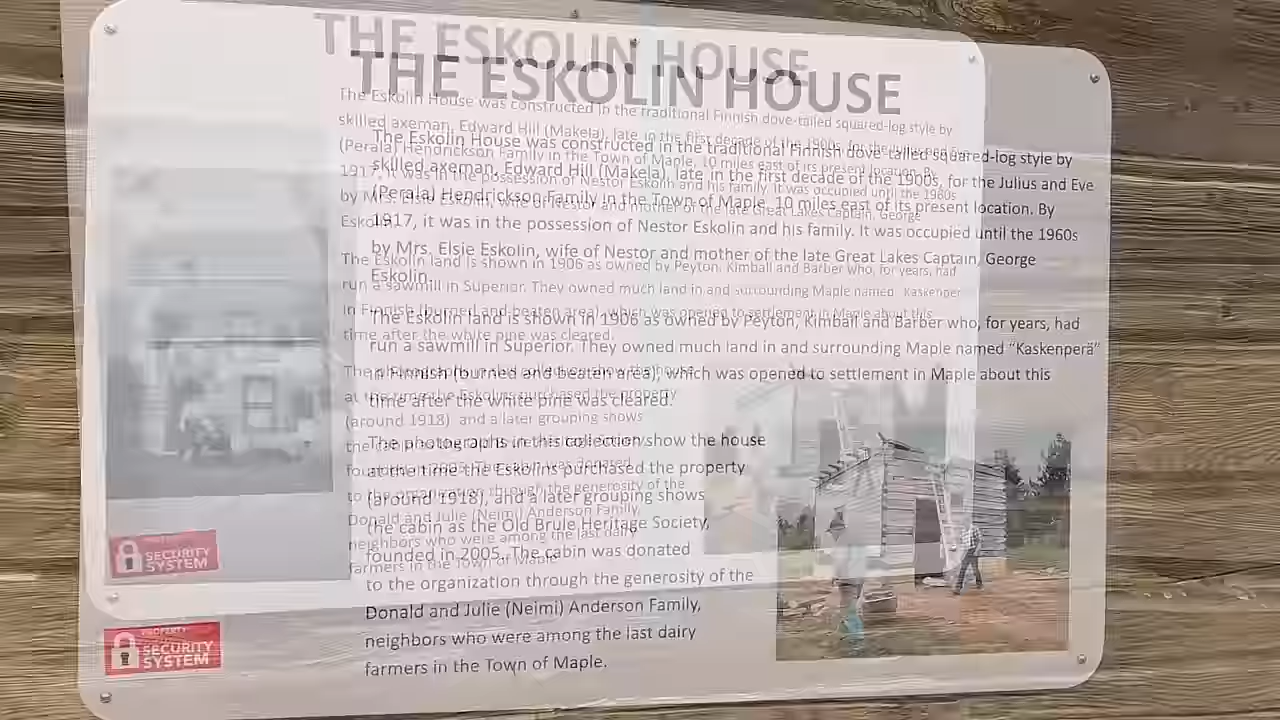 THE ESKOLIN HOUSE
The Eskolin House was constructed in the traditional Finnish dove-tailed squared-log style by
skilled axeman, Edward Hill (Makela), late in the first decade of the 1900s, for the Julius and Eve
(Perala) Hendrickson Family in the Town of Maple, 10 miles east of its present location. By
1917, it was in the possession of Nestor Eskolin and his family. It was occupied until the 1960s
by Mrs. Elsie Eskolin, wife of Nestor and mother of the late Great Lakes Captain, George
Eskolin.
The Eskolin land is shown in 1906 as owned by Peyton, Kimball and Barber who, for years, had
run a sawmill in Superior. They owned much land in and surrounding Maple named “Kaskenperä”
in Finnish (burned and beaten area), which was opened to settlement in Maple about this
time after the white pine was cleared.
The photographs in this collection show the house
at the time the Eskolins purchased the property
(around 1918), and a later grouping shows
the cabin as the Old Brule Heritage Society,
founded in 2005. The cabin was donated
to the organization through the generosity of the
Donald and Julie (Neimi) Anderson Family,
neighbors who were among the last dairy
farmers in the Town of Maple.
PROPERTY
SECURITY
SYSTEM